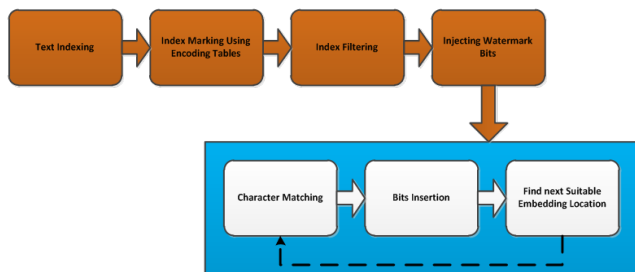 Text Indexing
Index Marking Using
Encoding Tables
Index Filtering
Injecting Watermark
Bits
Character Matching
Bits Insertion
Find next Suitable
Embedding Location